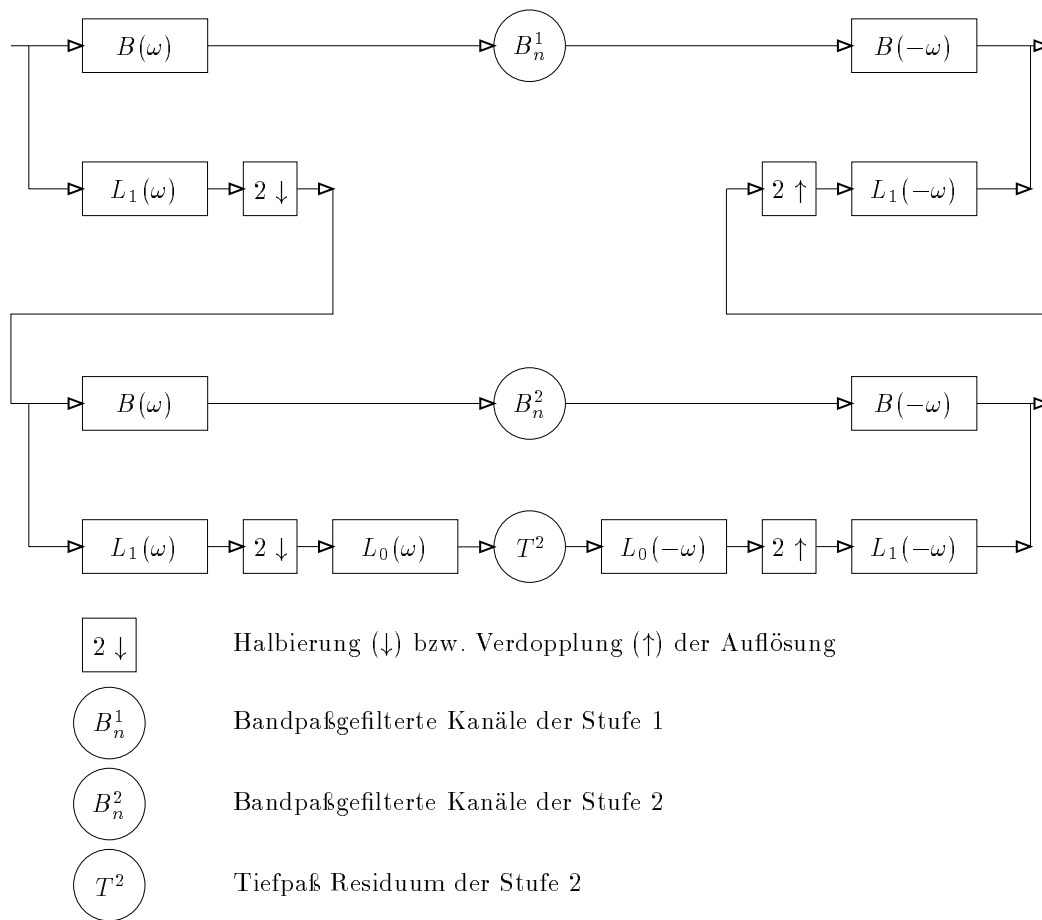 B(ω) B_n^1 B(−ω)
L_1(ω) 2 ↓ 2 ↑ L_1(−ω)
B(ω) B_n^2 B(−ω)
L_1(ω) 2 ↓ L_0(ω) T^2 L_0(−ω) 2 ↑ L_1(−ω)
2 ↓ Halbierung (↓) bzw. Verdopplung (↑) der Auflösung
B_n^1 Bandpaßgefilterte Kanäle der Stufe 1
B_n^2 Bandpaßgefilterte Kanäle der Stufe 2
T^2 Tiefpaß Residuum der Stufe 2